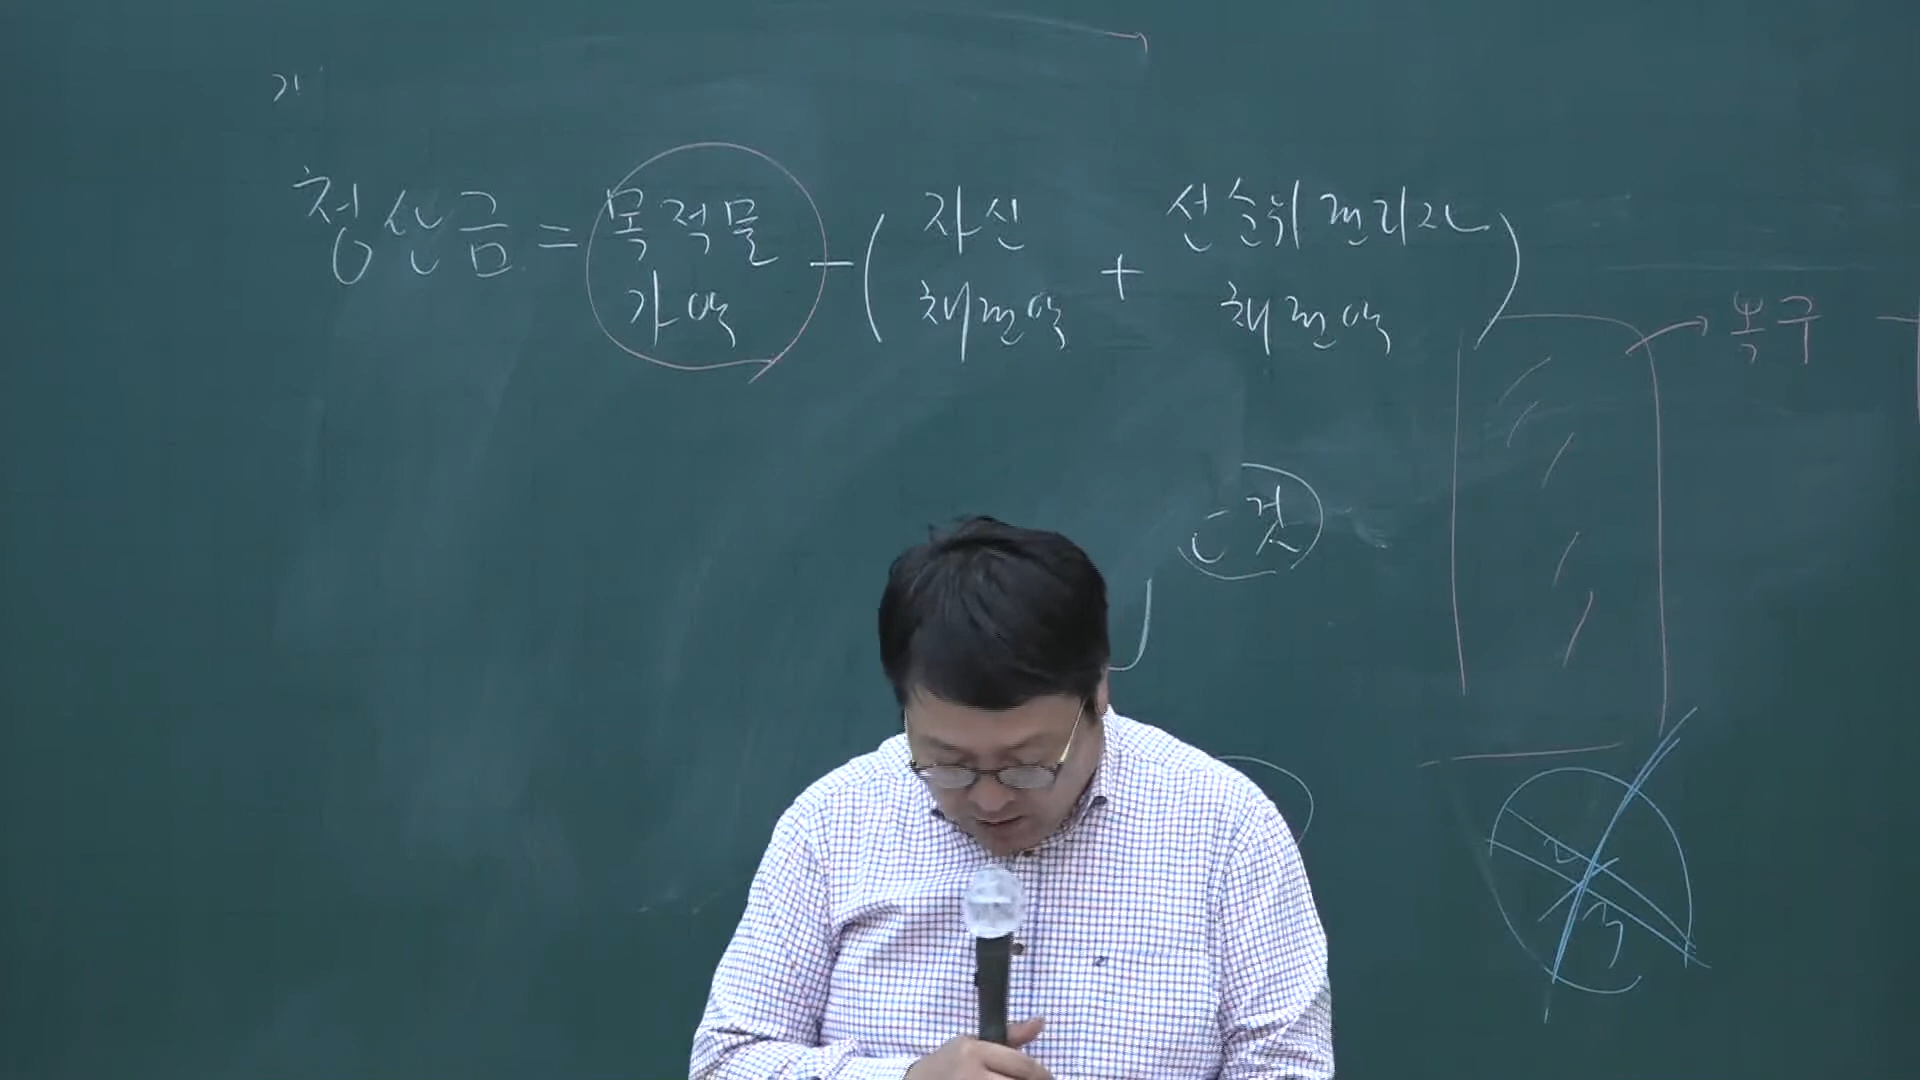 가
청산금 = 목적물 가액 - ( 자신 채권액 + 선순위 권리자 채권액 )
복구